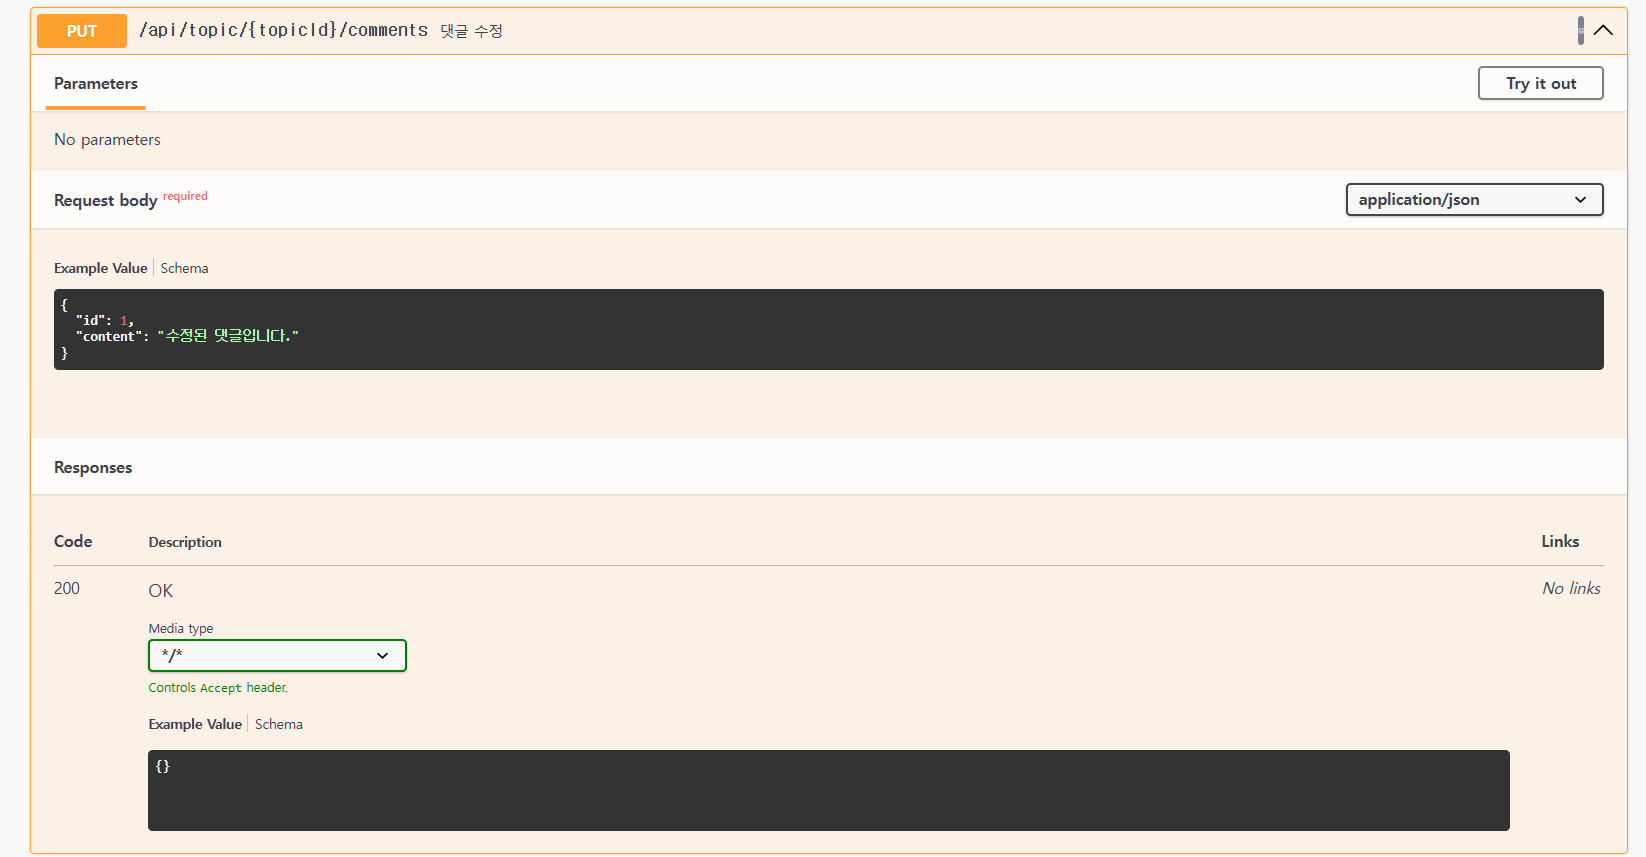 PUT /api/topic/{topicId}/comments 댓글 수정
Parameters
Try it out
No parameters
Request body required
application/json
Example Value Schema
{
"id": 1,
"content": "수정된 댓글입니다."
}
Responses
Code Description Links
200 OK No links
Media type
*/*
Controls Accept header.
Example Value Schema
{}